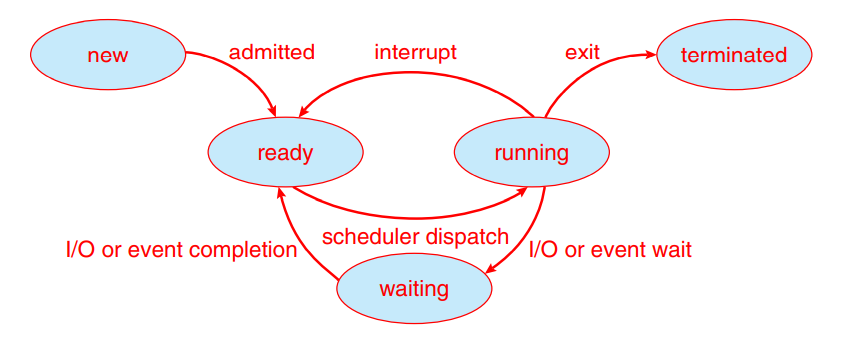 new
admitted
interrupt
exit
terminated
ready
running
scheduler dispatch
I/O or event completion
I/O or event wait
waiting